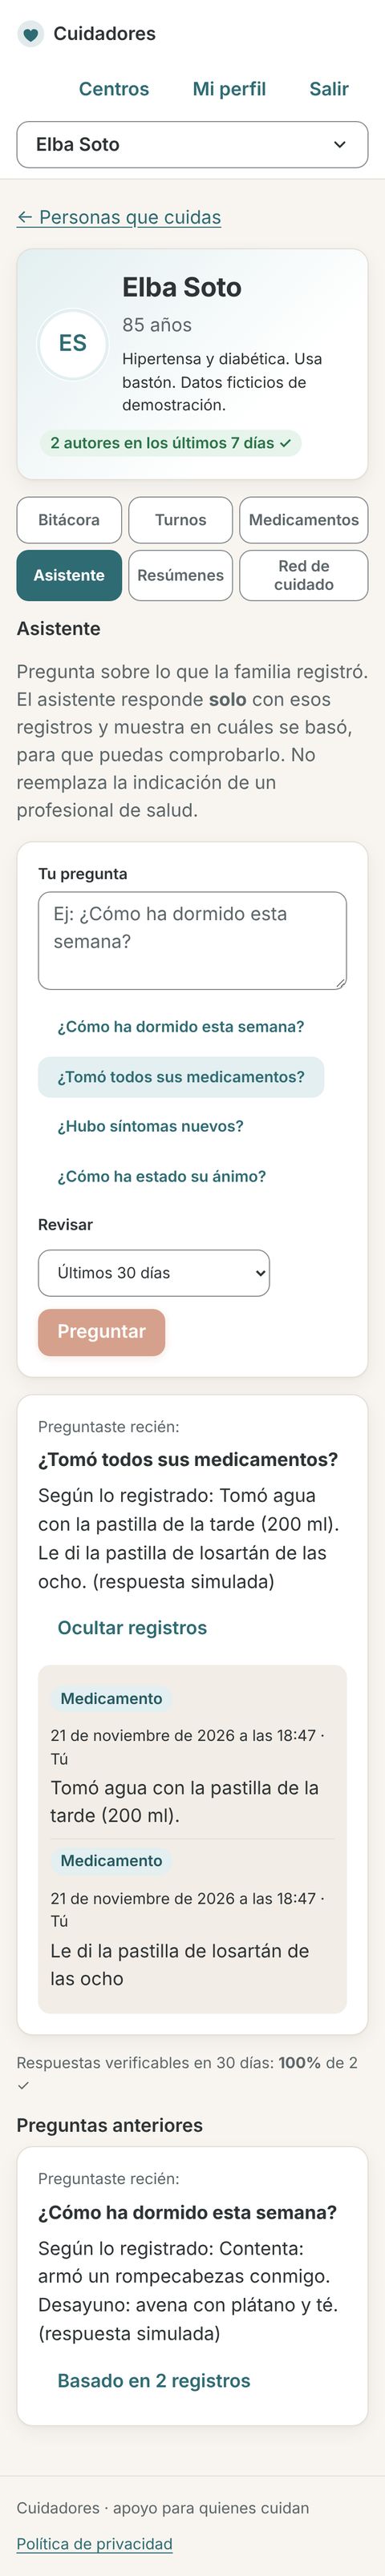 Cuidadores
Centros Mi perfil Salir
Elba Soto
← Personas que cuidas
ES
Elba Soto
85 años
Hipertensa y diabética. Usa
bastón. Datos ficticios de
demostración.
2 autores en los últimos 7 días ✓
Bitácora Turnos Medicamentos
Asistente Resúmenes Red de
cuidado
Asistente
Pregunta sobre lo que la familia registró.
El asistente responde solo con esos
registros y muestra en cuáles se basó,
para que puedas comprobarlo. No
reemplaza la indicación de un
profesional de salud.
Tu pregunta
Ej: ¿Cómo ha dormido esta
semana?
¿Cómo ha dormido esta semana?
¿Tomó todos sus medicamentos?
¿Hubo síntomas nuevos?
¿Cómo ha estado su ánimo?
Revisar
Últimos 30 días
Preguntar
Preguntaste recién:
¿Tomó todos sus medicamentos?
Según lo registrado: Tomó agua
con la pastilla de la tarde (200 ml).
Le di la pastilla de losartán de las
ocho. (respuesta simulada)
Ocultar registros
Medicamento
21 de noviembre de 2026 a las 18:47 ·
Tú
Tomó agua con la pastilla de la
tarde (200 ml).
Medicamento
21 de noviembre de 2026 a las 18:47 ·
Tú
Le di la pastilla de losartán de
las ocho
Respuestas verificables en 30 días: 100% de 2
✓
Preguntas anteriores
Preguntaste recién:
¿Cómo ha dormido esta semana?
Según lo registrado: Contenta:
armó un rompecabezas conmigo.
Desayuno: avena con plátano y té.
(respuesta simulada)
Basado en 2 registros
Cuidadores · apoyo para quienes cuidan
Política de privacidad